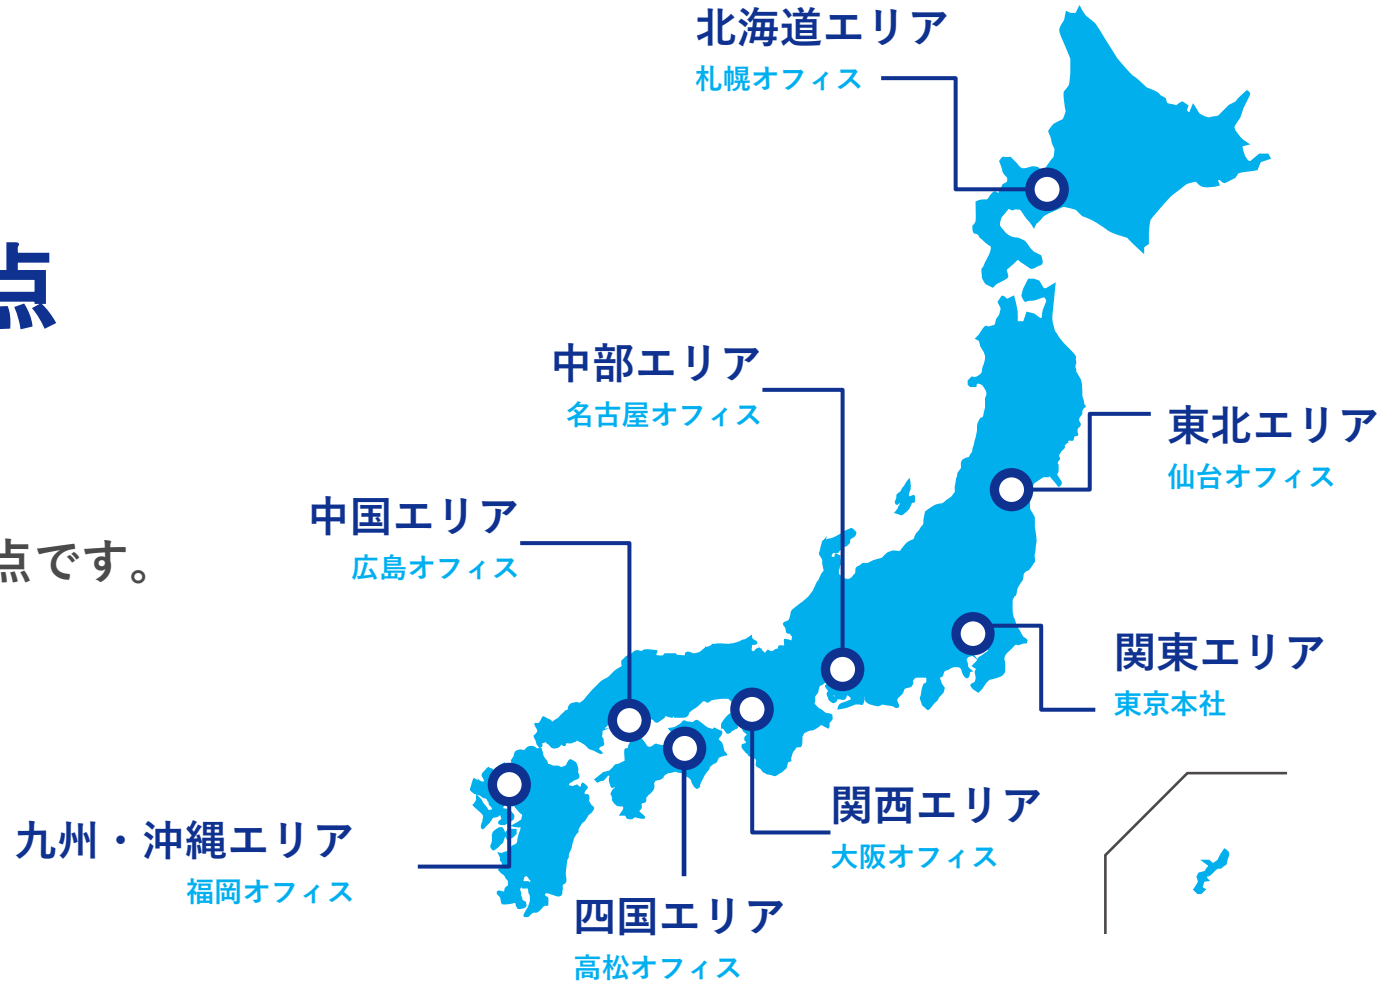 北海道エリア
札幌オフィス
点
中部エリア
名古屋オフィス
東北エリア
仙台オフィス
中国エリア
広島オフィス
点です。
関東エリア
東京本社
関西エリア
大阪オフィス
九州・沖縄エリア
福岡オフィス
四国エリア
高松オフィス